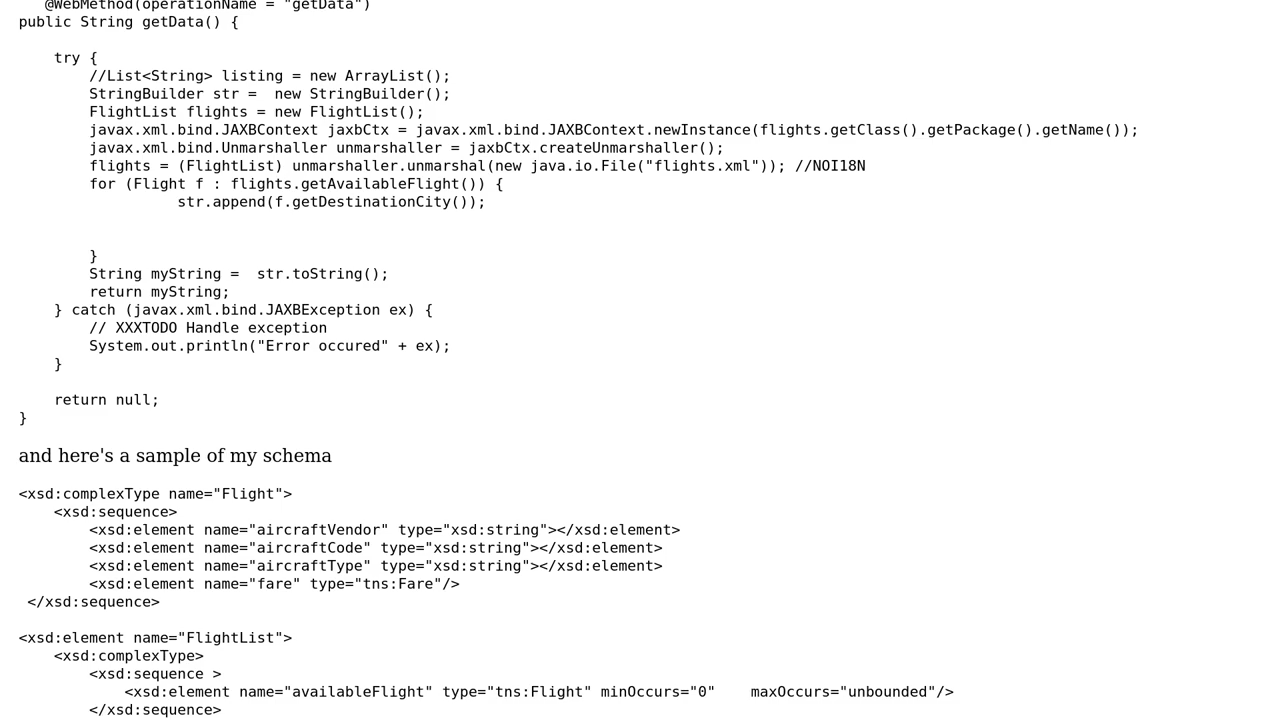 @WebMethod(operationName = "getData")
public String getData() {
try {
//List<String> listing = new ArrayList();
StringBuilder str =  new StringBuilder();
FlightList flights = new FlightList();
javax.xml.bind.JAXBContext jaxbCtx = javax.xml.bind.JAXBContext.newInstance(flights.getClass().getPackage().getName());
javax.xml.bind.Unmarshaller unmarshaller = jaxbCtx.createUnmarshaller();
flights = (FlightList) unmarshaller.unmarshal(new java.io.File("flights.xml")); //NOI18N
for (Flight f : flights.getAvailableFlight()) {
str.append(f.getDestinationCity());
}
String myString =  str.toString();
return myString;
} catch (javax.xml.bind.JAXBException ex) {
// XXXTODO Handle exception
System.out.println("Error occured" + ex);
}
return null;
}
and here's a sample of my schema
<xsd:complexType name="Flight">
<xsd:sequence>
<xsd:element name="aircraftVendor" type="xsd:string"></xsd:element>
<xsd:element name="aircraftCode" type="xsd:string"></xsd:element>
<xsd:element name="aircraftType" type="xsd:string"></xsd:element>
<xsd:element name="fare" type="tns:Fare"/>
</xsd:sequence>
<xsd:element name="FlightList">
<xsd:complexType>
<xsd:sequence >
<xsd:element name="availableFlight" type="tns:Flight" minOccurs="0"    maxOccurs="unbounded"/>
</xsd:sequence>